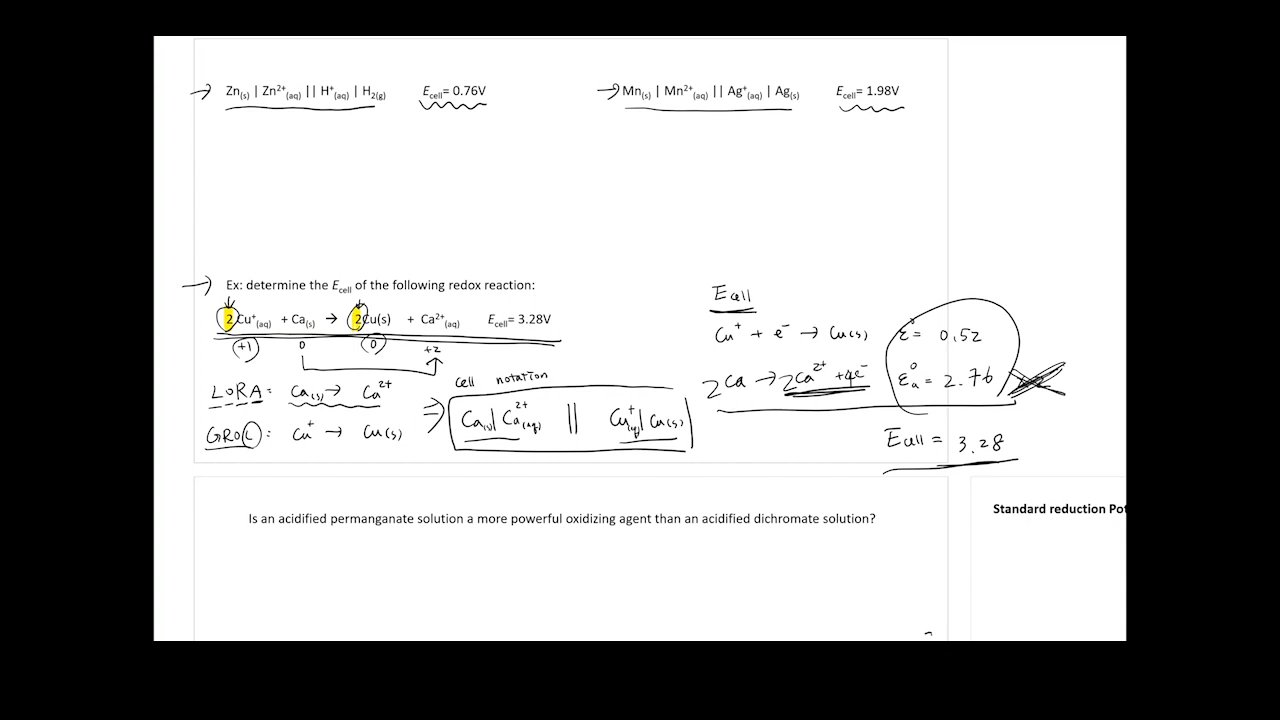 Zn(s) | Zn²⁺(aq) || H⁺(aq) | H₂(g) Ecell= 0.76V
Mn(s) | Mn²⁺(aq) || Ag⁺(aq) | Ag(s) Ecell= 1.98V
Ex: determine the Ecell of the following redox reaction:
2Cu⁺(aq) + Ca(s) → 2Cu(s) + Ca²⁺(aq) Ecell= 3.28V
+1 0 0 +2
LORA: Ca(s) → Ca²⁺
GROC: Cu⁺ → Cu(s)
cell notation
⇒ Ca(s)| Ca²⁺(aq) || Cu⁺(aq)| Cu(s)
Ecell
Cu⁺ + e⁻ → Cu(s) ε° = 0.52
2Ca → 2Ca²⁺ + 4e⁻ ε°a = 2.76
Ecell = 3.28
Is an acidified permanganate solution a more powerful oxidizing agent than an acidified dichromate solution?
Standard reduction Pot